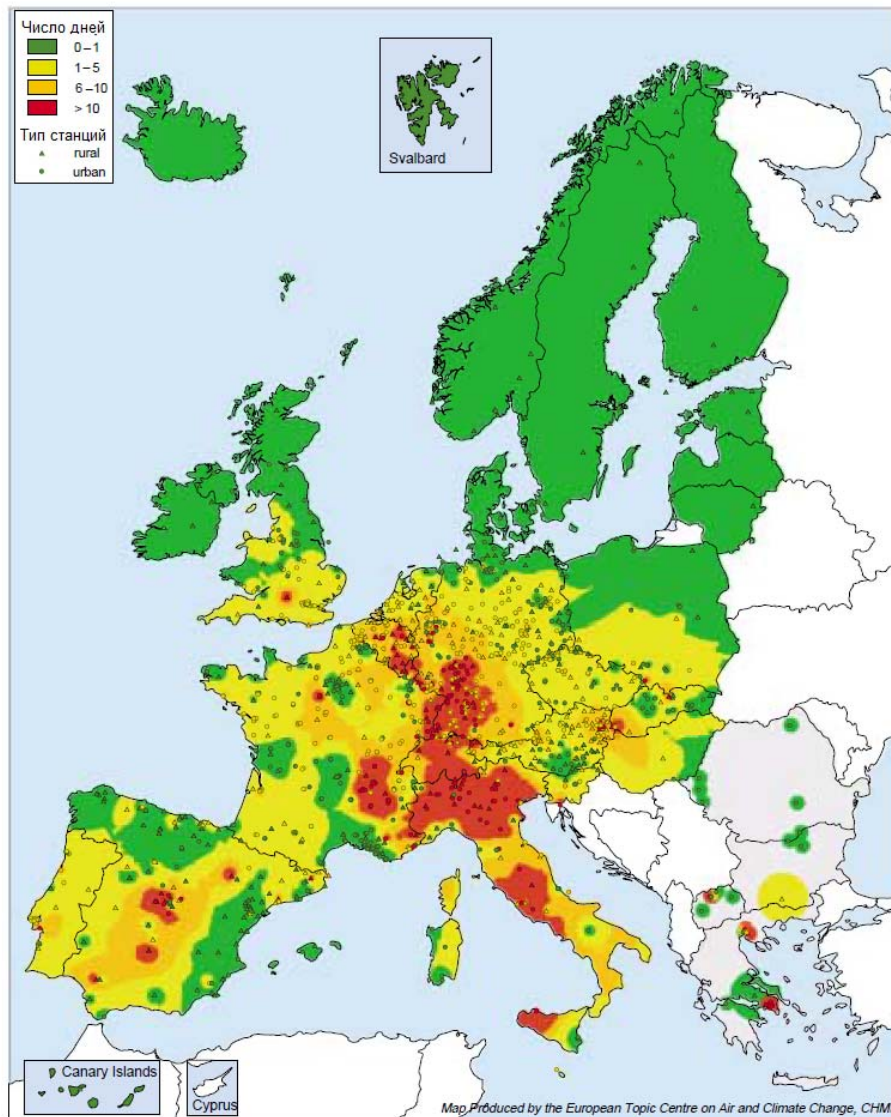 Число дней
0–1
1–5
6–10
> 10
Тип станций
rural
urban
Svalbard
Canary Islands
Cyprus
Map Produced by the European Topic Centre on Air and Climate Change, CHM